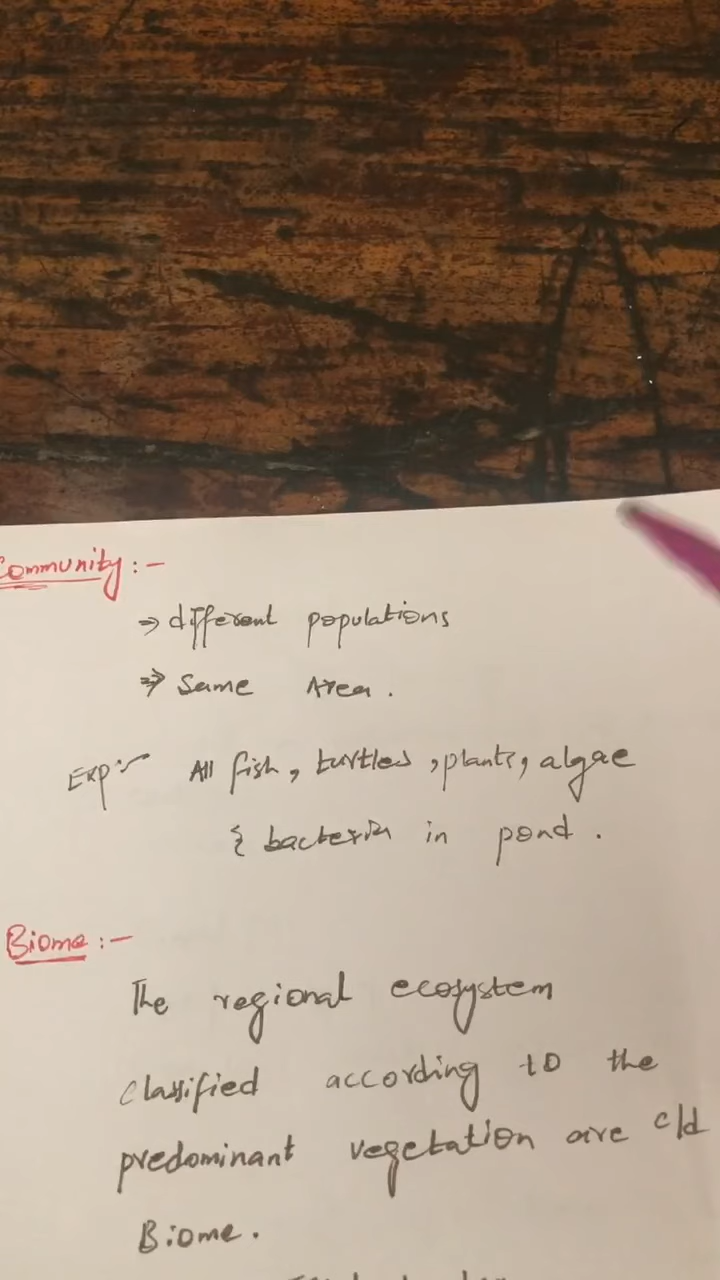 Community :-
⇒ different populations
⇒ Same Area.
Exp:- All fish, turtles, plants, algae
& bacteria in pond.
Biome :-
The regional ecosystem
classified according to the
predominant vegetation are c/d
Biome.